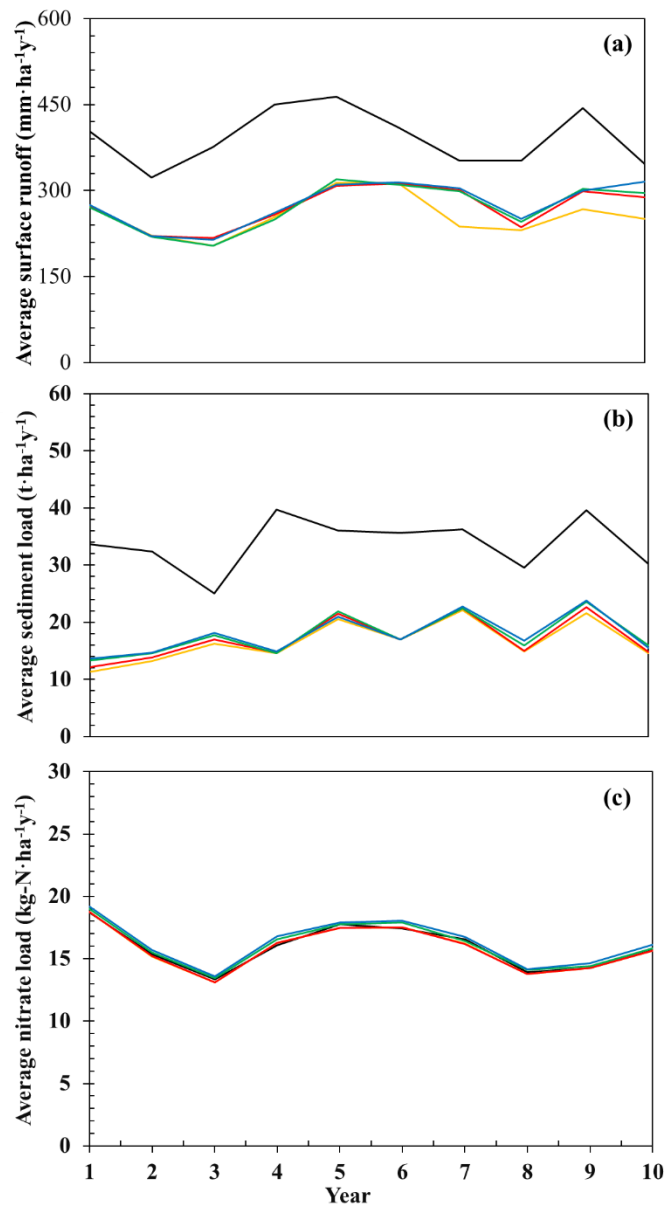 600
450
300
150
0
Average surface runoff (mm·ha⁻¹y⁻¹)
(a)
60
50
40
30
20
10
0
Average sediment load (t·ha⁻¹y⁻¹)
(b)
30
25
20
15
10
5
0
Average nitrate load (kg-N·ha⁻¹y⁻¹)
(c)
1 2 3 4 5 6 7 8 9 10
Year